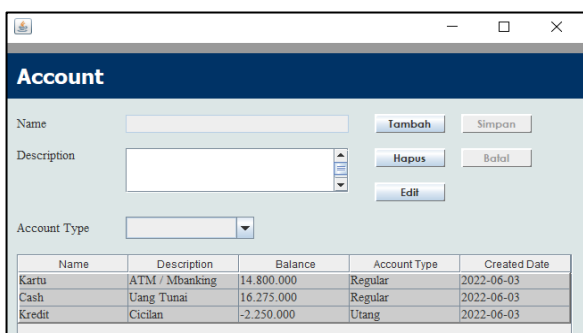 Account
Name Tambah Simpan
Description Hapus Batal
Edit
Account Type
Name Description Balance Account Type Created Date
Kartu ATM / Mbanking 14.800.000 Regular 2022-06-03
Cash Uang Tunai 16.275.000 Regular 2022-06-03
Kredit Cicilan -2.250.000 Utang 2022-06-03